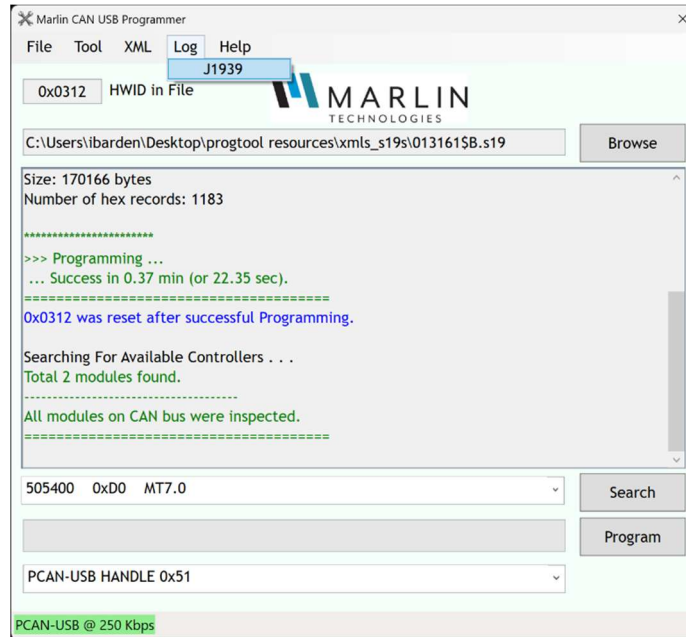 Marlin CAN USB Programmer
File Tool XML Log Help
J1939
0x0312 HWID in File
MARLIN
TECHNOLOGIES
C:\Users\ibarden\Desktop\progtool resources\xmls_s19s\013161$B.s19 Browse
Size: 170166 bytes
Number of hex records: 1183
***********************
>>> Programming ...
... Success in 0.37 min (or 22.35 sec).
======================================
0x0312 was reset after successful Programming.
Searching For Available Controllers . . .
Total 2 modules found.
-------------------------------------
All modules on CAN bus were inspected.
======================================
505400 0xD0 MT7.0 Search
Program
PCAN-USB HANDLE 0x51
PCAN-USB @ 250 Kbps